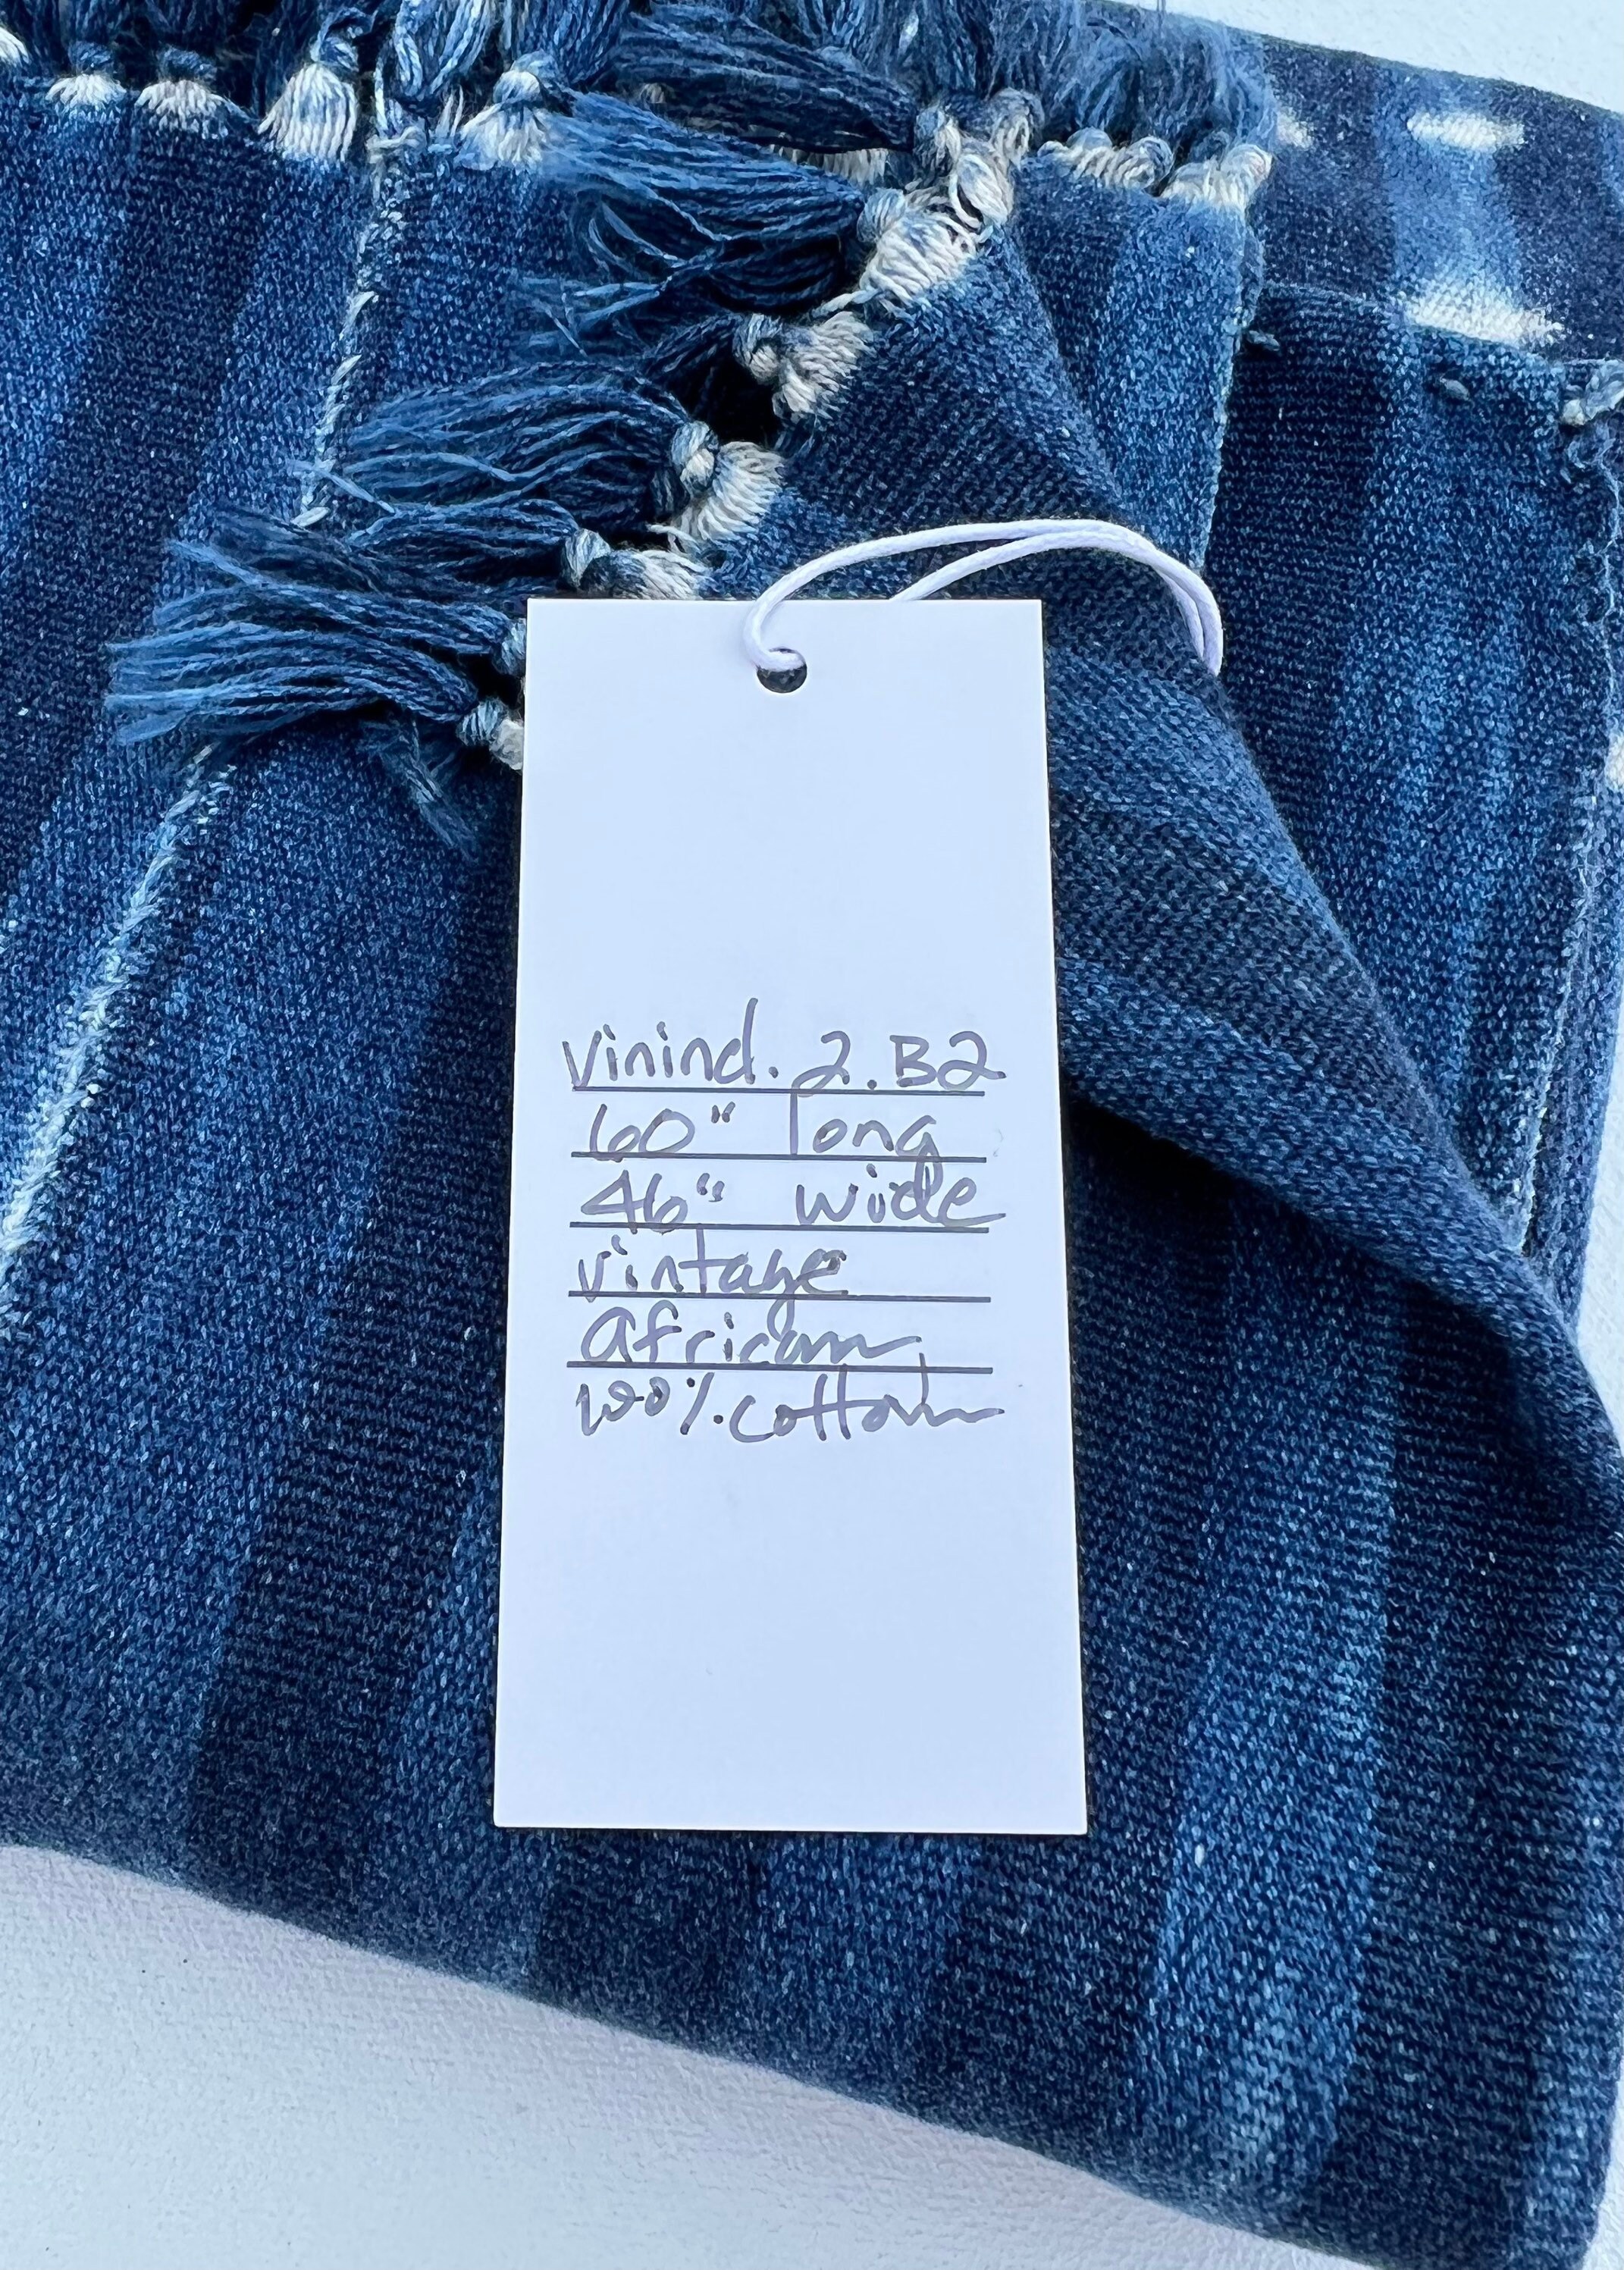 Vinind. 2. B2
60" long
46" wide
vintage
african
100% cotton